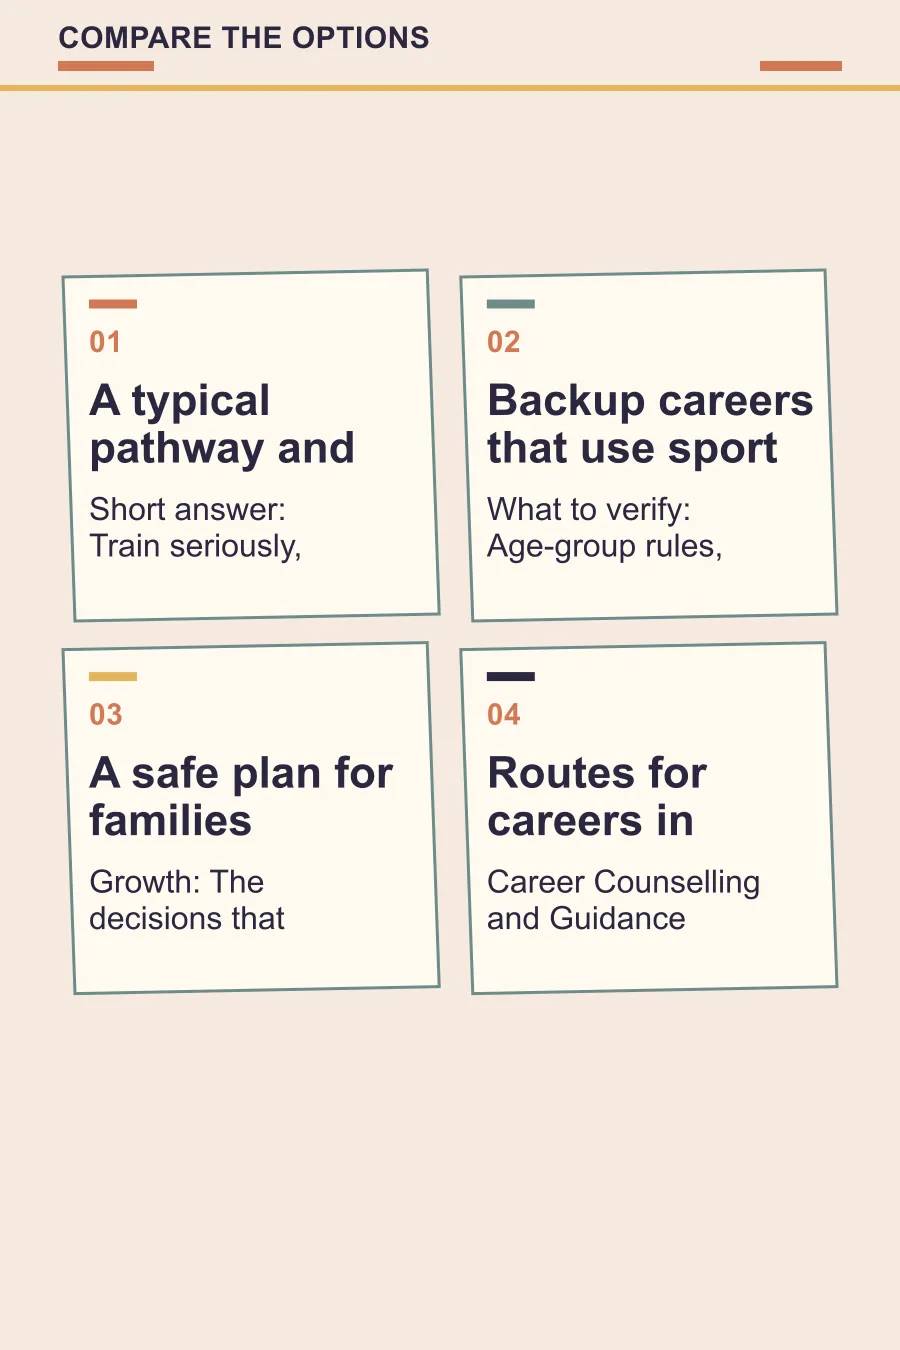 COMPARE THE OPTIONS
01
A typical
pathway and
Short answer:
Train seriously,
02
Backup careers
that use sport
What to verify:
Age-group rules,
03
A safe plan for
families
Growth: The
decisions that
04
Routes for
careers in
Career Counselling
and Guidance